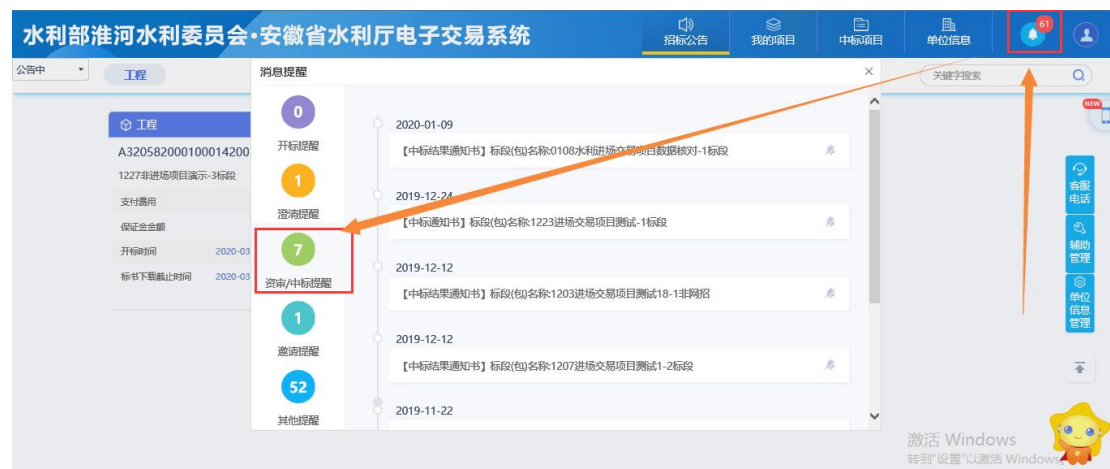 水利部淮河水利委员会·安徽省水利厅电子交易系统
招标公告
我的项目
中标项目
单位信息
61
公告中
工程
消息提醒
×
关键字搜索
NEW
工程
A320582000100014200
1227非进场项目演示-3标段
支付费用
保证金金额
开标时间 2020-03
标书下载截止时间 2020-03
0
开标提醒
1
澄清提醒
7
资审/中标提醒
1
邀请提醒
52
其他提醒
2020-01-09
【中标结果通知书】标段(包)名称:0108水利进场交易项目数据核对-1标段
2019-12-24
【中标通知书】标段(包)名称:1223进场交易项目测试-1标段
2019-12-12
【中标结果通知书】标段(包)名称:1203进场交易项目测试18-1非网招
2019-12-12
【中标结果通知书】标段(包)名称:1207进场交易项目测试1-2标段
2019-11-22
客服
电话
辅助
管理
单位
信息
管理
激活 Windows
转到"设置"以激活 Windows